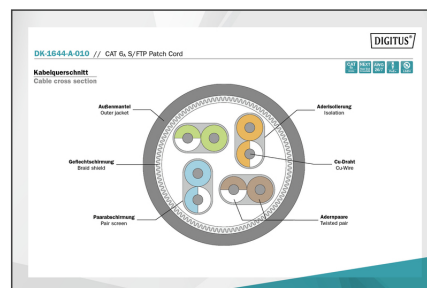 DIGITUS®
DK-1644-A-010 // CAT 6A S/FTP Patch Cord
Kabelquerschnitt
Cable cross section
Außenmantel
Outer jacket
Aderisolierung
Isolation
Geflechtschirmung
Braid shield
Cu-Draht
Cu-Wire
Paarabschirmung
Pair screen
Adernpaare
Twisted pair